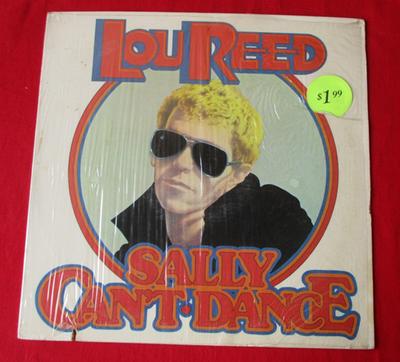 LOU REED
$1.99
SALLY
CAN'T·DANCE